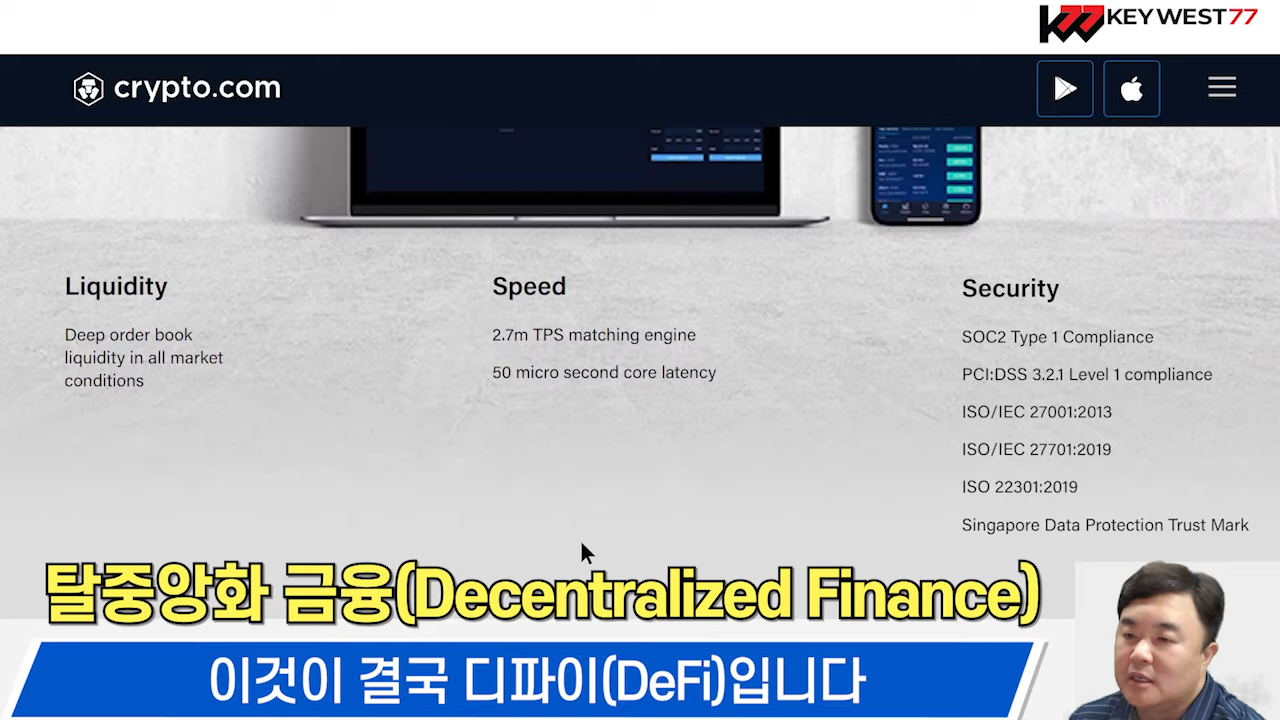 KEYWEST77
crypto.com
Liquidity
Deep order book
liquidity in all market
conditions
Speed
2.7m TPS matching engine
50 micro second core latency
Security
SOC2 Type 1 Compliance
PCI:DSS 3.2.1 Level 1 compliance
ISO/IEC 27001:2013
ISO/IEC 27701:2019
ISO 22301:2019
Singapore Data Protection Trust Mark
탈중앙화 금융(Decentralized Finance)
이것이 결국 디파이(DeFi)입니다